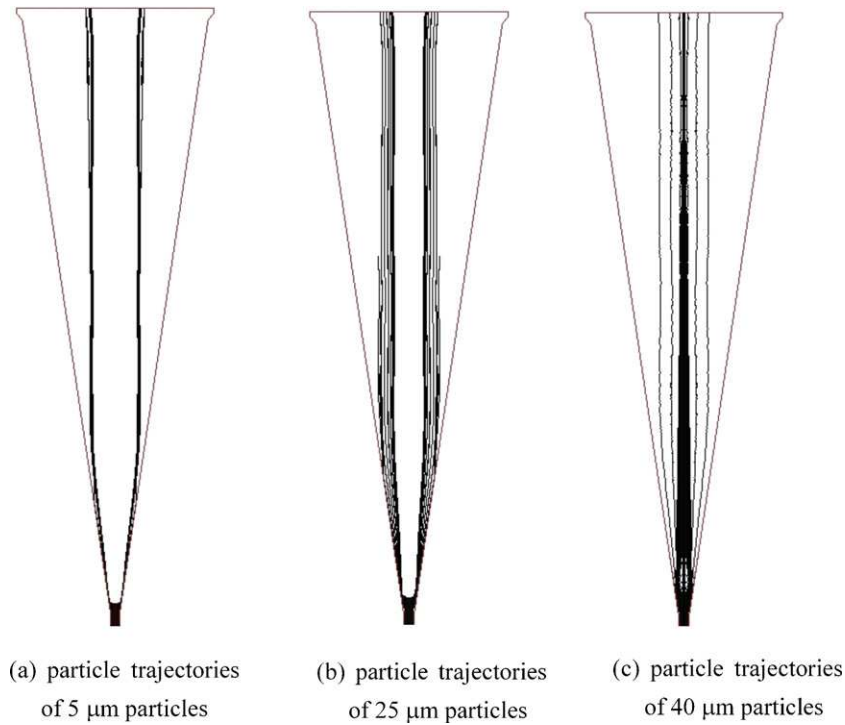 (a) particle trajectories
of 5 μm particles
(b) particle trajectories
of 25 μm particles
(c) particle trajectories
of 40 μm particles